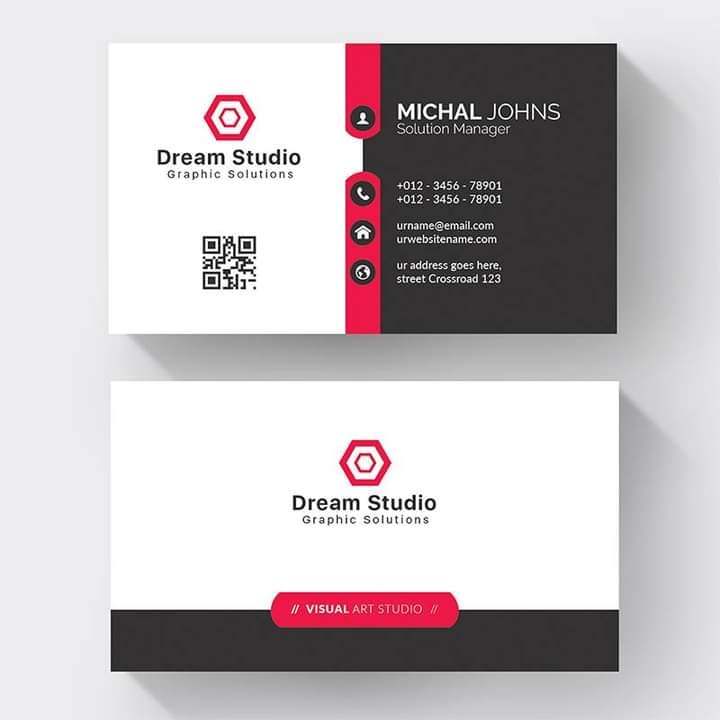 Dream Studio
Graphic Solutions
MICHAL JOHNS
Solution Manager
+012 - 3456 - 78901
+012 - 3456 - 78901
urname@email.com
urwebsitename.com
ur address goes here,
street Crossroad 123
Dream Studio
Graphic Solutions
// VISUAL ART STUDIO //